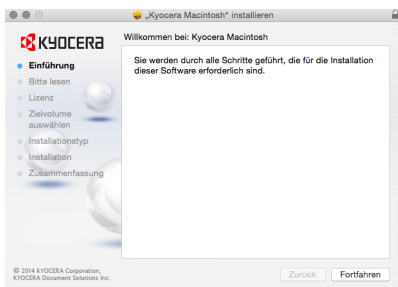 „Kyocera Macintosh“ installieren
KYOCERA
Willkommen bei: Kyocera Macintosh
Einführung
Bitte lesen
Lizenz
Zielvolume
auswählen
Installationstyp
Installation
Zusammenfassung
Sie werden durch alle Schritte geführt, die für die Installation
dieser Software erforderlich sind.
© 2014 KYOCERA Corporation,
KYOCERA Document Solutions Inc.
Zurück
Fortfahren